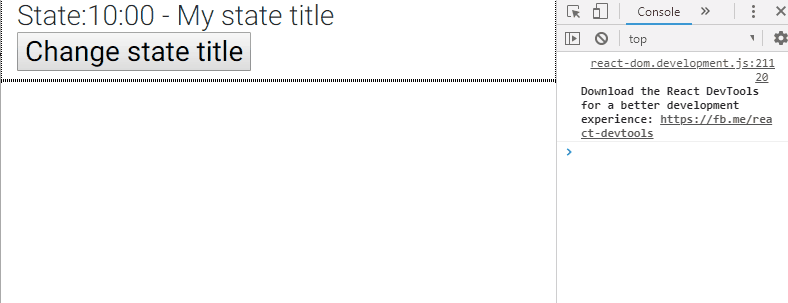 State:10:00 - My state title
Change state title
Console
top
react-dom.development.js:211
20
Download the React DevTools
for a better development
experience: https://fb.me/rea
ct-devtools